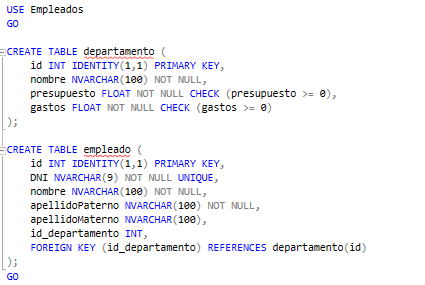 USE Empleados
GO
CREATE TABLE departamento (
id INT IDENTITY(1,1) PRIMARY KEY,
nombre NVARCHAR(100) NOT NULL,
presupuesto FLOAT NOT NULL CHECK (presupuesto >= 0),
gastos FLOAT NOT NULL CHECK (gastos >= 0)
);
CREATE TABLE empleado (
id INT IDENTITY(1,1) PRIMARY KEY,
DNI NVARCHAR(9) NOT NULL UNIQUE,
nombre NVARCHAR(100) NOT NULL,
apellidoPaterno NVARCHAR(100) NOT NULL,
apellidoMaterno NVARCHAR(100),
id_departamento INT,
FOREIGN KEY (id_departamento) REFERENCES departamento(id)
);
GO